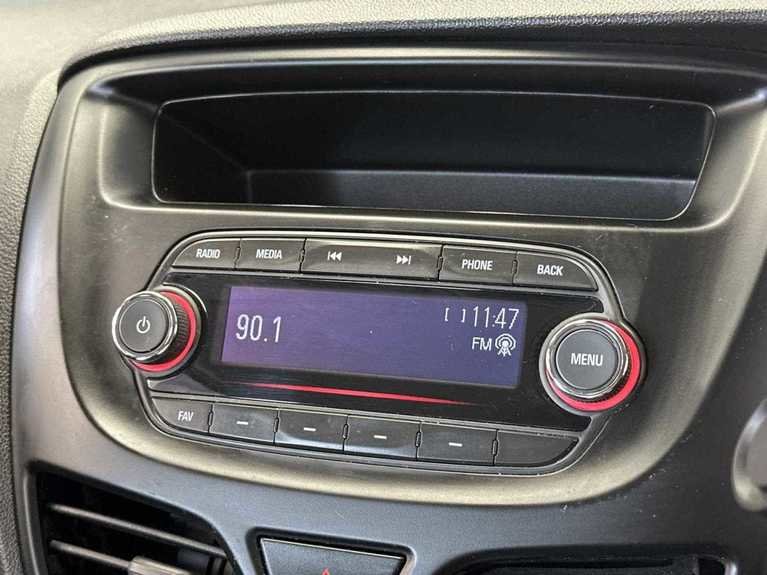 RADIO MEDIA PHONE BACK
[ ] 11:47
90.1
FM
MENU
FAV